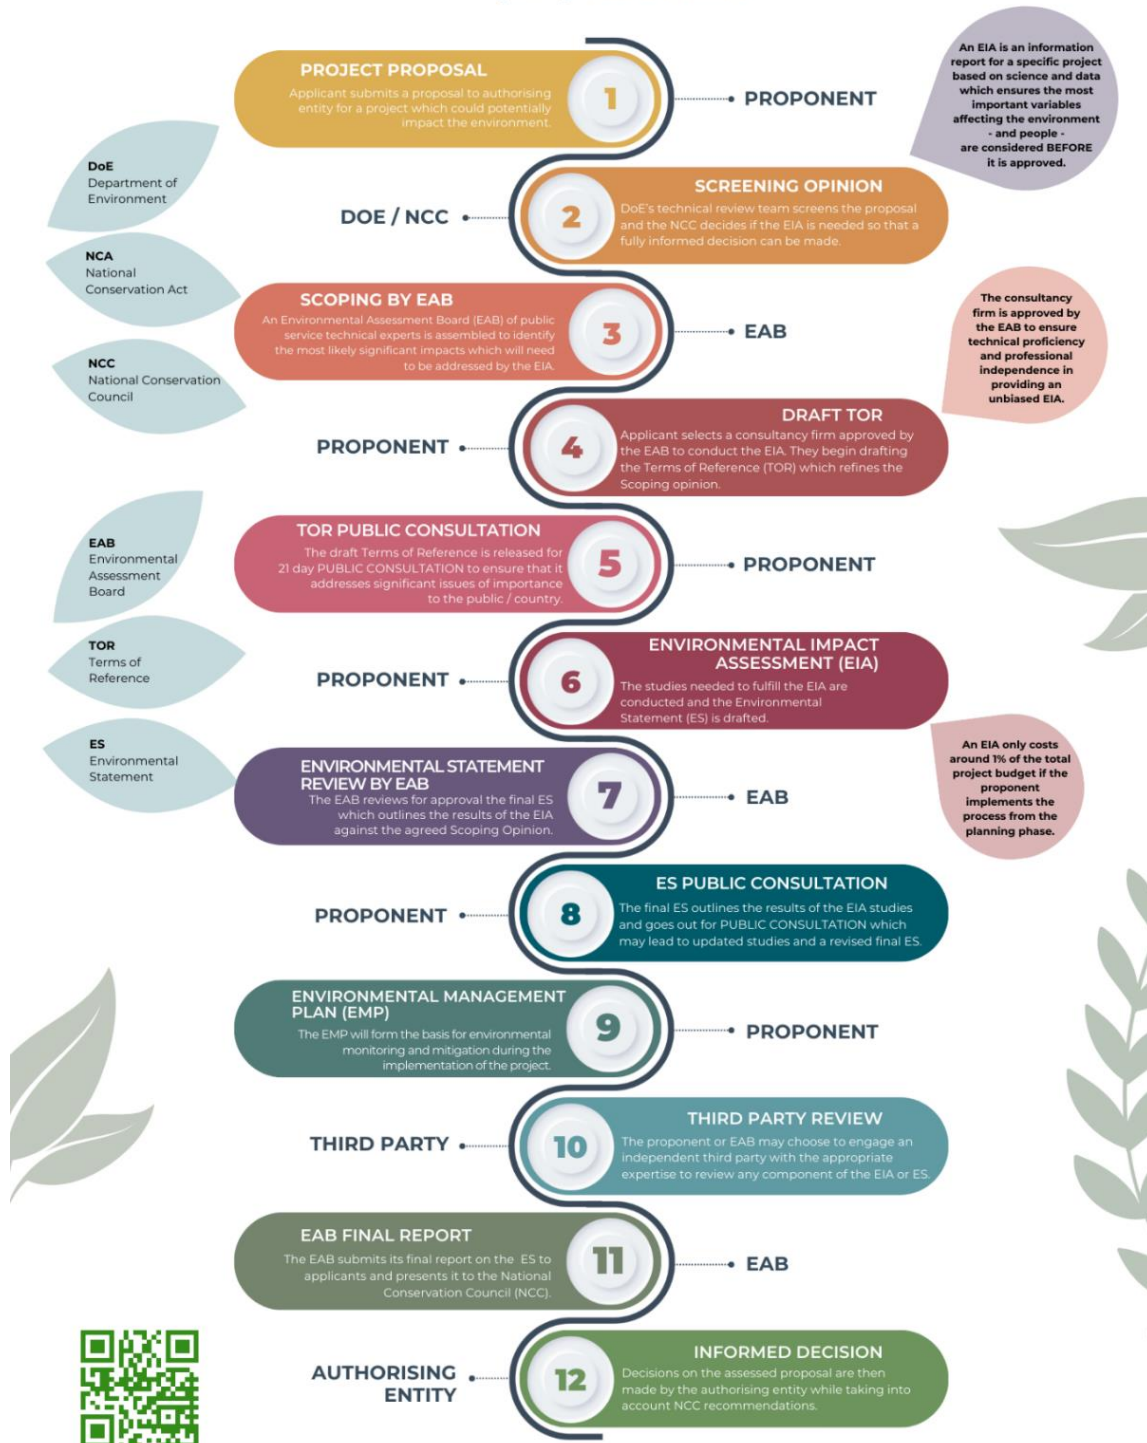 PROJECT PROPOSAL
Applicant submits a proposal to authorising
entity for a project which could potentially
impact the environment.
1
PROPONENT
An EIA is an information
report for a specific project
based on science and data
which ensures the most
important variables
affecting the environment
- and people -
are considered BEFORE
it is approved.
DoE
Department of
Environment
DOE / NCC
2
SCREENING OPINION
DoE's technical review team screens the proposal
and the NCC decides if the EIA is needed so that a
fully informed decision can be made.
NCA
National
Conservation Act
SCOPING BY EAB
An Environmental Assessment Board (EAB) of public
service technical experts is assembled to identify
the most likely significant impacts which will need
to be addressed by the EIA.
3
EAB
The consultancy
firm is approved by
the EAB to ensure
technical proficiency
and professional
independence in
providing an
unbiased EIA.
NCC
National Conservation
Council
PROPONENT
4
DRAFT TOR
Applicant selects a consultancy firm approved by
the EAB to conduct the EIA. They begin drafting
the Terms of Reference (TOR) which refines the
Scoping opinion.
EAB
Environmental
Assessment
Board
TOR PUBLIC CONSULTATION
The draft Terms of Reference is released for
21 day PUBLIC CONSULTATION to ensure that it
addresses significant issues of importance
to the public / country.
5
PROPONENT
TOR
Terms of
Reference
PROPONENT
6
ENVIRONMENTAL IMPACT
ASSESSMENT (EIA)
The studies needed to fulfill the EIA are
conducted and the Environmental
Statement (ES) is drafted.
ES
Environmental
Statement
ENVIRONMENTAL STATEMENT
REVIEW BY EAB
The EAB reviews for approval the final ES
which outlines the results of the EIA
against the agreed Scoping Opinion.
7
EAB
An EIA only costs
around 1% of the total
project budget if the
proponent
implements the
process from the
planning phase.
PROPONENT
8
ES PUBLIC CONSULTATION
The final ES outlines the results of the EIA studies
and goes out for PUBLIC CONSULTATION which
may lead to updated studies and a revised final ES.
ENVIRONMENTAL MANAGEMENT
PLAN (EMP)
The EMP will form the basis for environmental
monitoring and mitigation during the
implementation of the project.
9
PROPONENT
THIRD PARTY
10
THIRD PARTY REVIEW
The proponent or EAB may choose to engage an
independent third party with the appropriate
expertise to review any component of the EIA or ES.
EAB FINAL REPORT
The EAB submits its final report on the ES to
applicants and presents it to the National
Conservation Council (NCC).
11
EAB
AUTHORISING
ENTITY
12
INFORMED DECISION
Decisions on the assessed proposal are then
made by the authorising entity while taking into
account NCC recommendations.